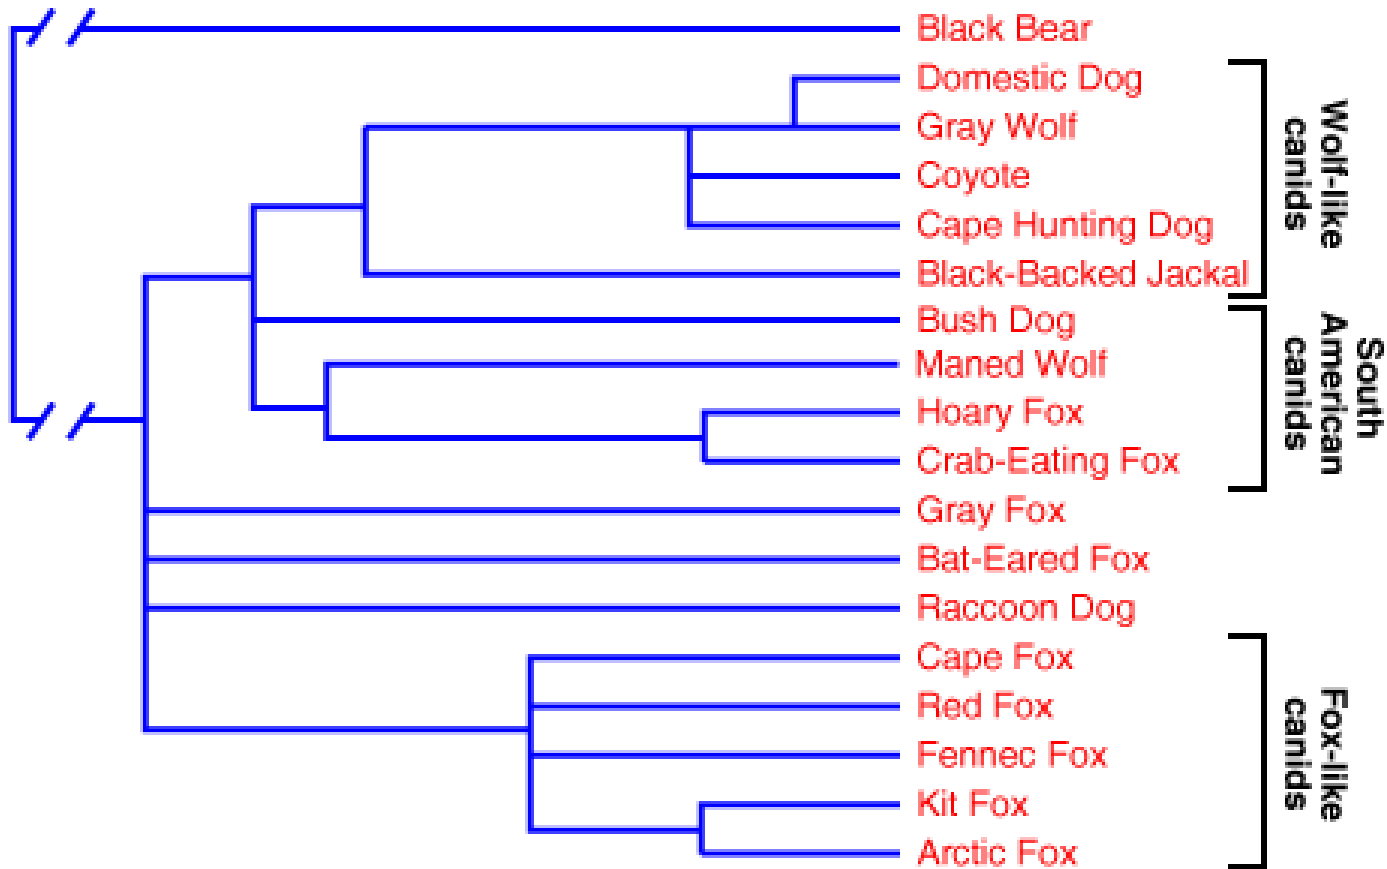 Black Bear
Domestic Dog
Gray Wolf
Coyote
Cape Hunting Dog
Black-Backed Jackal
Bush Dog
Maned Wolf
Hoary Fox
Crab-Eating Fox
Gray Fox
Bat-Eared Fox
Raccoon Dog
Cape Fox
Red Fox
Fennec Fox
Kit Fox
Arctic Fox
Wolf-like
canids
South
American
canids
Fox-like
canids